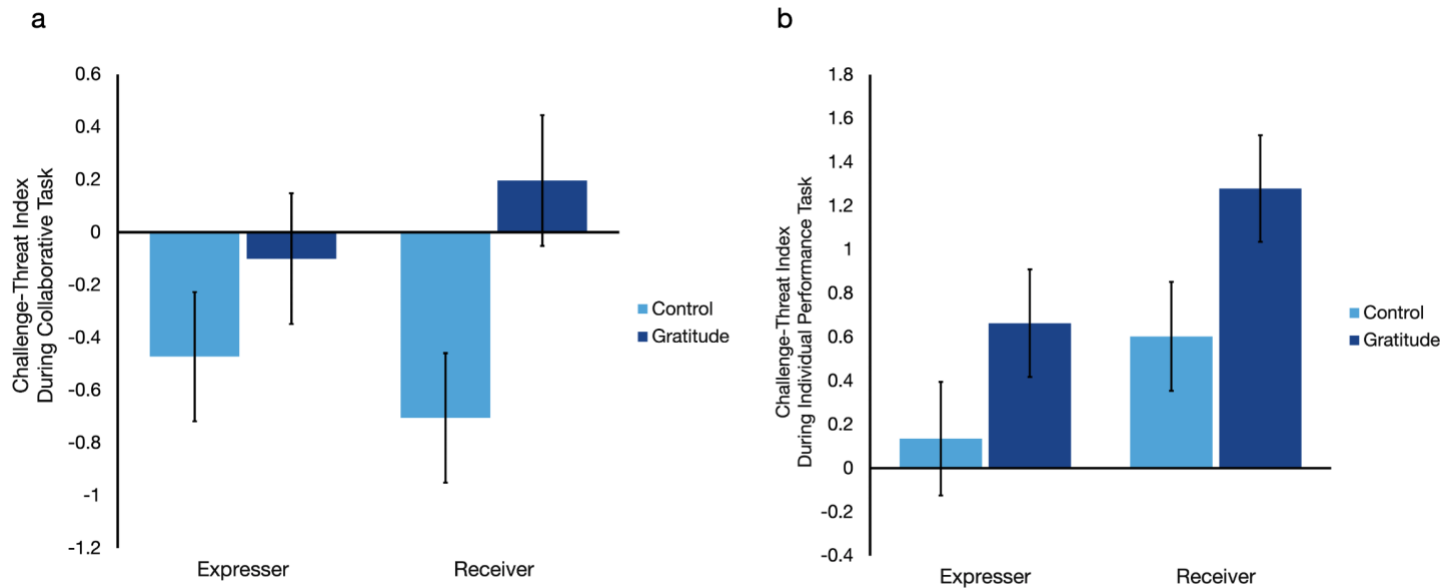 a
0.6
0.4
0.2
0
-0.2
-0.4
-0.6
-0.8
-1
-1.2
Challenge-Threat Index
During Collaborative Task
Expresser
Receiver
Control
Gratitude
b
1.8
1.6
1.4
1.2
1
0.8
0.6
0.4
0.2
0
-0.2
-0.4
Challenge-Threat Index
During Individual Performance Task
Expresser
Receiver
Control
Gratitude